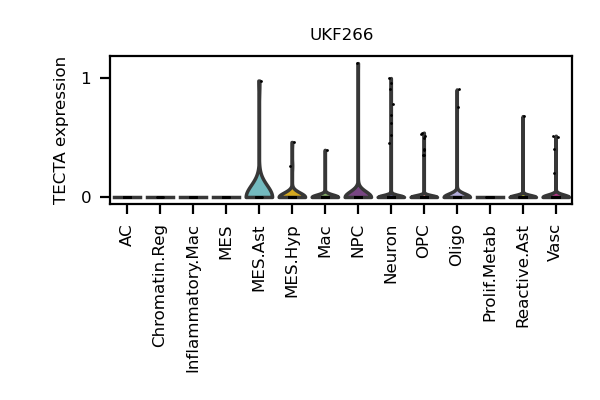 UKF266
TECTA expression
1
0
AC
Chromatin.Reg
Inflammatory.Mac
MES
MES.Ast
MES.Hyp
Mac
NPC
Neuron
OPC
Oligo
Prolif.Metab
Reactive.Ast
Vasc